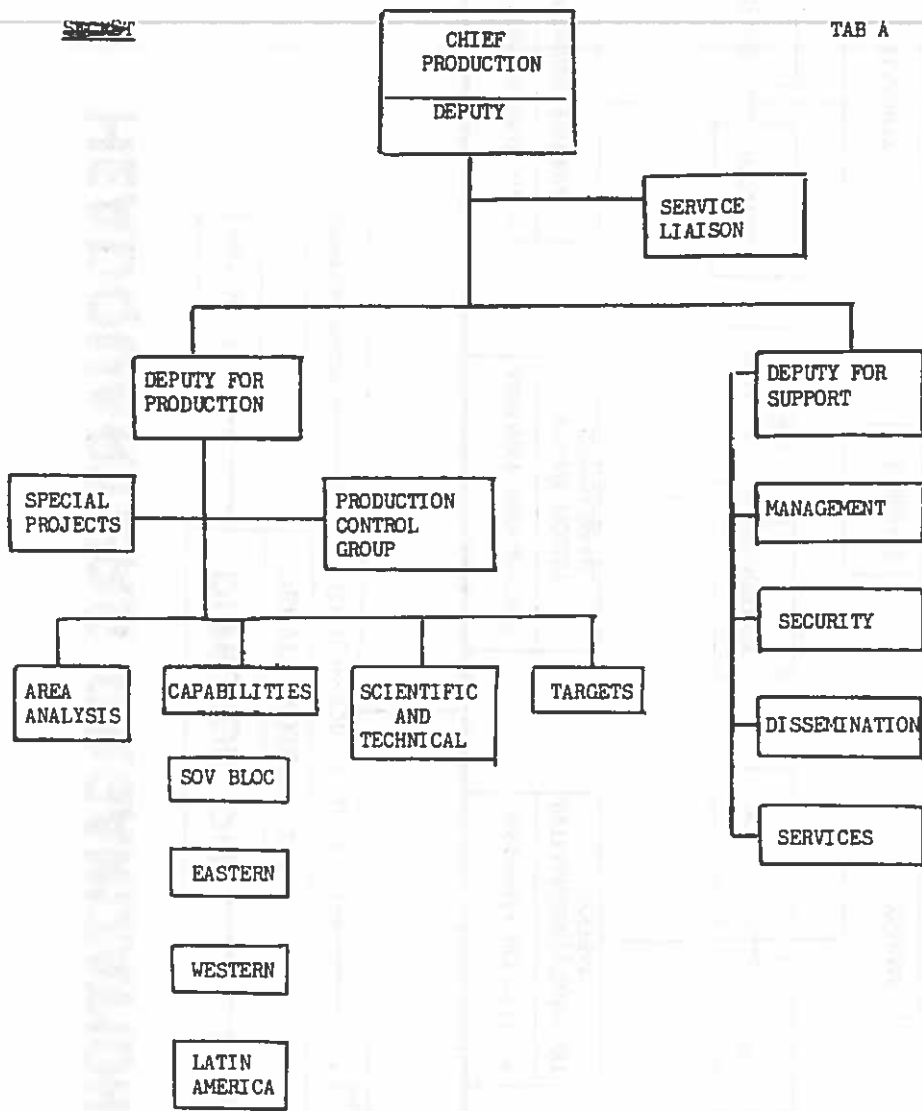 SECRET
TAB A
CHIEF
PRODUCTION
DEPUTY
SERVICE
LIAISON
DEPUTY FOR
PRODUCTION
DEPUTY FOR
SUPPORT
SPECIAL
PROJECTS
PRODUCTION
CONTROL
GROUP
MANAGEMENT
SECURITY
AREA
ANALYSIS
CAPABILITIES
SCIENTIFIC
AND
TECHNICAL
TARGETS
DISSEMINATION
SOV BLOC
SERVICES
EASTERN
WESTERN
LATIN
AMERICA